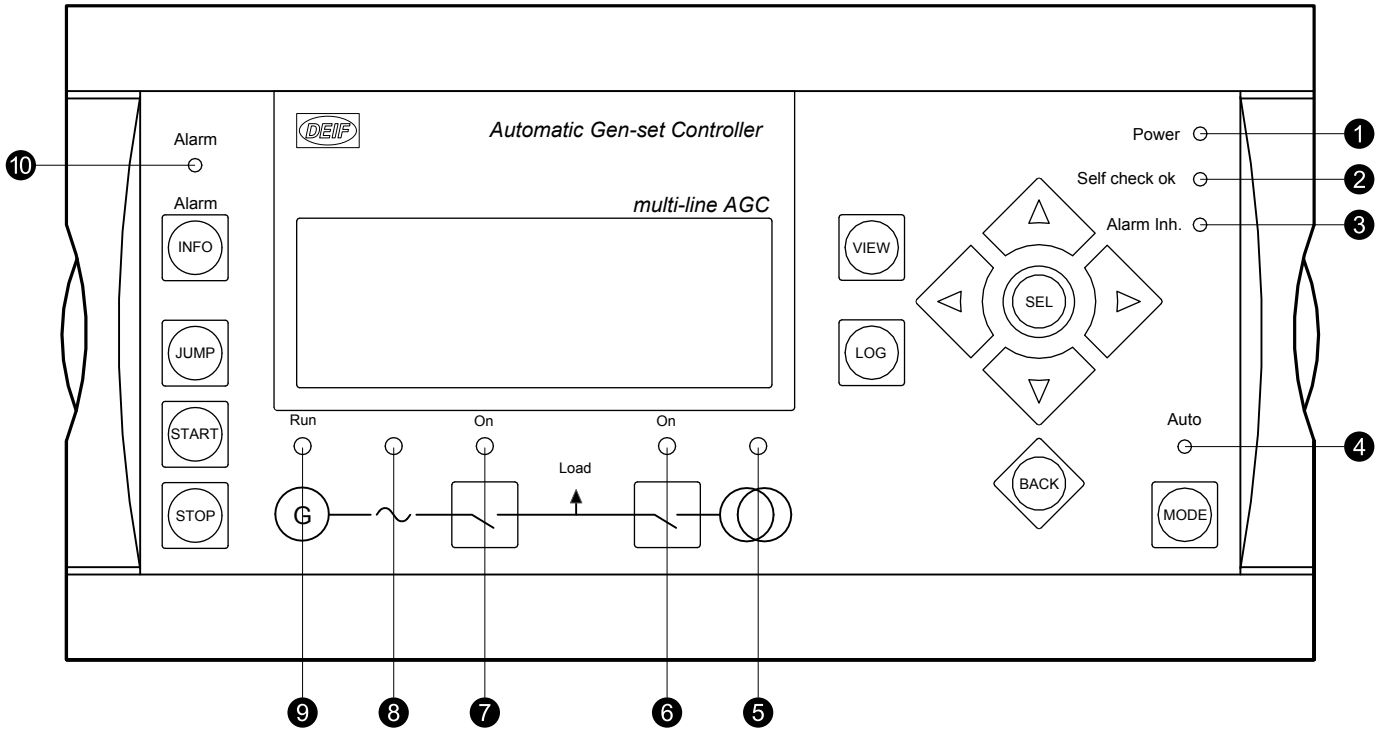 DEIF
Automatic Gen-set Controller
multi-line AGC
Alarm
10
Alarm
INFO
JUMP
START
STOP
VIEW
LOG
SEL
BACK
Power
1
Self check ok
2
Alarm Inh.
3
Auto
4
MODE
Run
On
Load
On
G
9
8
7
6
5